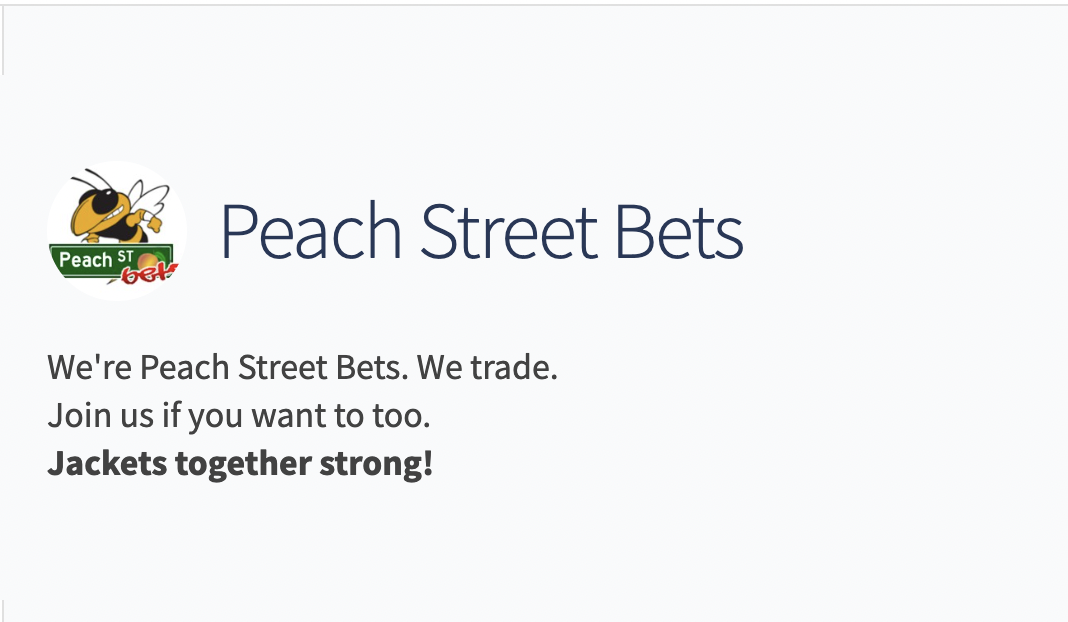 Peach ST
bets
Peach Street Bets
We're Peach Street Bets. We trade.
Join us if you want to too.
Jackets together strong!